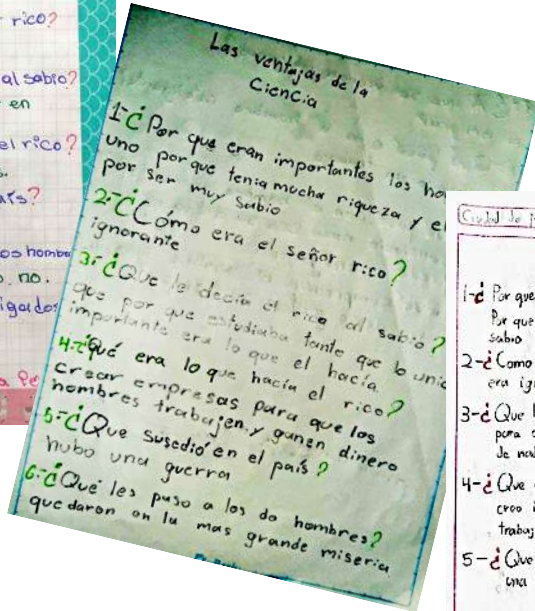 rico?
al sabio?
en
el rico?
ais?
os hombr
no.
igados
Las ventajas de la
Ciencia
1-¿Por que eran importantes los ho
uno porque tenia mucha riqueza y el
por ser muy sabio
2-¿Cómo era el señor rico?
ignorante
3-¿Que le decia el rico al sabio?
que por que estudiaba tanto que lo unic
importante era lo que el hacia.
4-¿qué era lo que hacia el rico?
crear empresas para que los
hombres trabajen y ganen dinero
5-¿Que susedió en el país?
hubo una guerra
6-¿Que les paso a los do hombres?
quedaron en la mas grande miseria
1-¿ Por que
Por que
sabio
2-¿ Como
era ig
3-¿ Que
para
de na
4-¿ Que
creo
trabaj
5-¿ Que
una